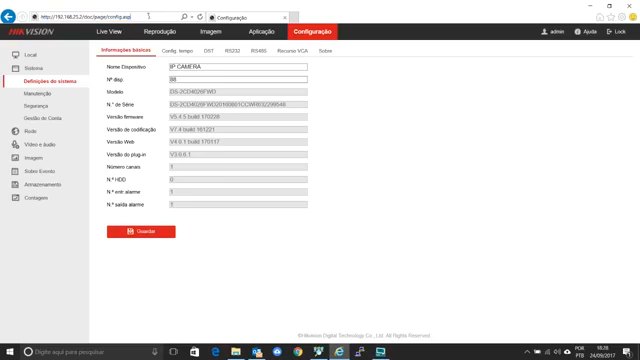 http://192.168.25.2/doc/page/config.asp
Configuração
HIKVISION
Live View
Reprodução
Imagem
Aplicação
Configuração
admin
Ajuda
Lock
Local
Sistema
Definições do sistema
Manutenção
Segurança
Gestão de Conta
Rede
Vídeo e áudio
Imagem
Sobre Evento
Armazenamento
Contagem
Informações básicas
Config. tempo
DST
RS232
RS485
Recurso VCA
Sobre
Nome Dispositivo IP CAMERA
Nº disp. 88
Modelo DS-2CD4026FWD
N.° de Série DS-2CD4026FWD20160801CCWR632299548
Versão firmware V5.4.5 build 170228
Versão de codificação V7.4 build 161221
Versão Web V4.0.1 build 170117
Versão do plug-in V3.0.6.1
Número canais 1
N.º HDD 0
N.º entr alarme 1
N.º saída alarme 1
Guardar
©Hikvision Digital Technology Co., Ltd. All Rights Reserved.
Digite aqui para pesquisar
POR
PTB
16:26
24/09/2017